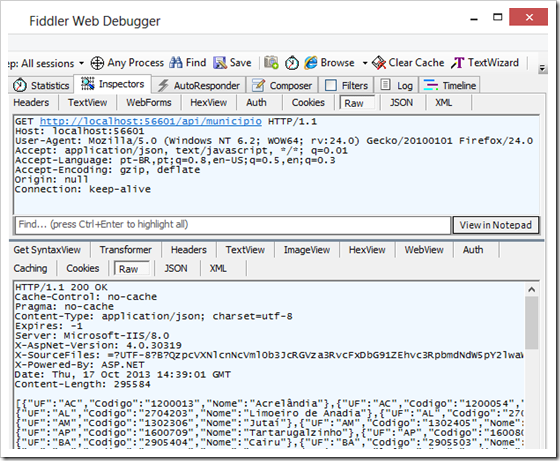 Fiddler Web Debugger
ep: All sessions Any Process Find Save Browse Clear Cache TextWizard
Statistics Inspectors AutoResponder Composer Filters Log Timeline
Headers TextView WebForms HexView Auth Cookies Raw JSON XML
GET http://localhost:56601/api/municipio HTTP/1.1
Host: localhost:56601
User-Agent: Mozilla/5.0 (Windows NT 6.2; WOW64; rv:24.0) Gecko/20100101 Firefox/24.0
Accept: application/json, text/javascript, */*; q=0.01
Accept-Language: pt-BR,pt;q=0.8,en-US;q=0.5,en;q=0.3
Accept-Encoding: gzip, deflate
Origin: null
Connection: keep-alive
Find... (press Ctrl+Enter to highlight all) View in Notepad
Get SyntaxView Transformer Headers TextView ImageView HexView WebView Auth
Caching Cookies Raw JSON XML
HTTP/1.1 200 OK
Cache-Control: no-cache
Pragma: no-cache
Content-Type: application/json; charset=utf-8
Expires: -1
Server: Microsoft-IIS/8.0
X-AspNet-Version: 4.0.30319
X-SourceFiles:
X-Powered-By: ASP.NET
Date: Thu, 17 Oct 2013 14:39:01 GMT
Content-Length: 295584
[{"UF":"AC","Codigo":"1200013","Nome":"Acrelândia"},{"UF":"AC","Codigo":"1200054","
{"UF":"AL","Codigo":"2704203","Nome":"Limoeiro de Anadia"},{"UF":"AL","Codigo":"270
{"UF":"AM","Codigo":"1302306","Nome":"Jutaí"},{"UF":"AM","Codigo":"1302405","Nome":
{"UF":"AP","Codigo":"1600709","Nome":"Tartarugalzinho"},{"UF":"AP","Codigo":"160080
{"UF":"BA","Codigo":"2905404","Nome":"Cairu"},{"UF":"BA","Codigo":"2905503","Nome":